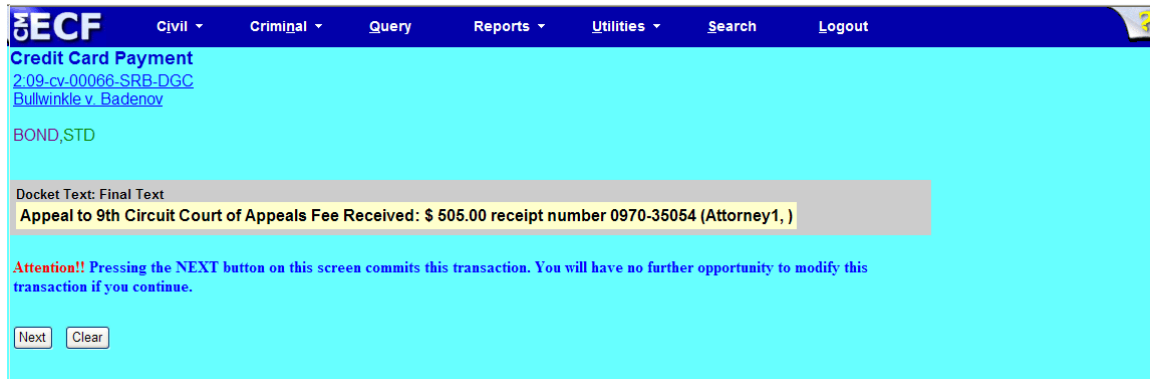 CM ECF Civil Criminal Query Reports Utilities Search Logout ?
Credit Card Payment
2:09-cv-00066-SRB-DGC
Bullwinkle v. Badenov
BOND,STD
Docket Text: Final Text
Appeal to 9th Circuit Court of Appeals Fee Received: $ 505.00 receipt number 0970-35054 (Attorney1, )
Attention!! Pressing the NEXT button on this screen commits this transaction. You will have no further opportunity to modify this
transaction if you continue.
Next Clear